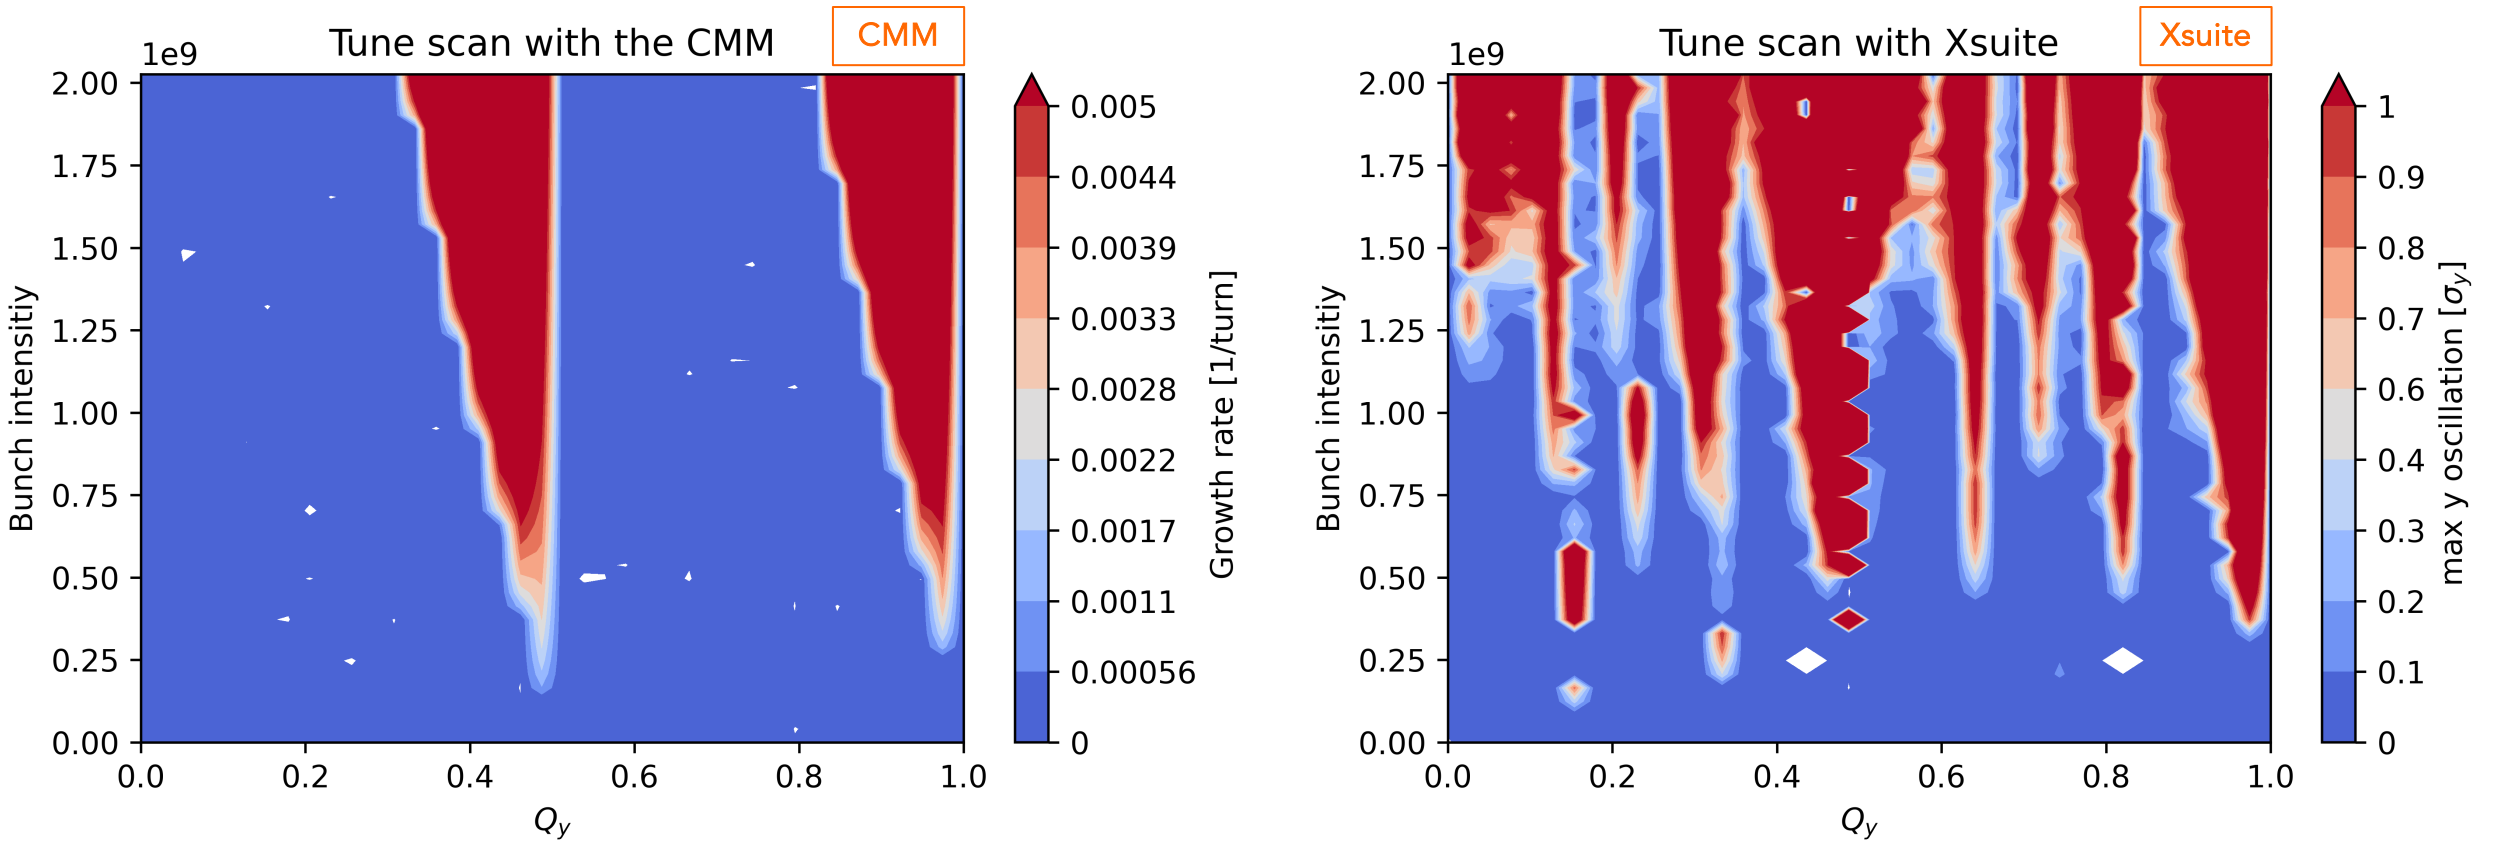 Tune scan with the CMM
CMM
1e9
2.00
1.75
1.50
1.25
1.00
0.75
0.50
0.25
0.00
Bunch intensitiy
0.0 0.2 0.4 0.6 0.8 1.0
Qy
0.005
0.0044
0.0039
0.0033
0.0028
0.0022
0.0017
0.0011
0.00056
0
Growth rate [1/turn]
Tune scan with Xsuite
Xsuite
1e9
2.00
1.75
1.50
1.25
1.00
0.75
0.50
0.25
0.00
Bunch intensitiy
0.0 0.2 0.4 0.6 0.8 1.0
Qy
1
0.9
0.8
0.7
0.6
0.4
0.3
0.2
0.1
0
max y oscillation [σy]